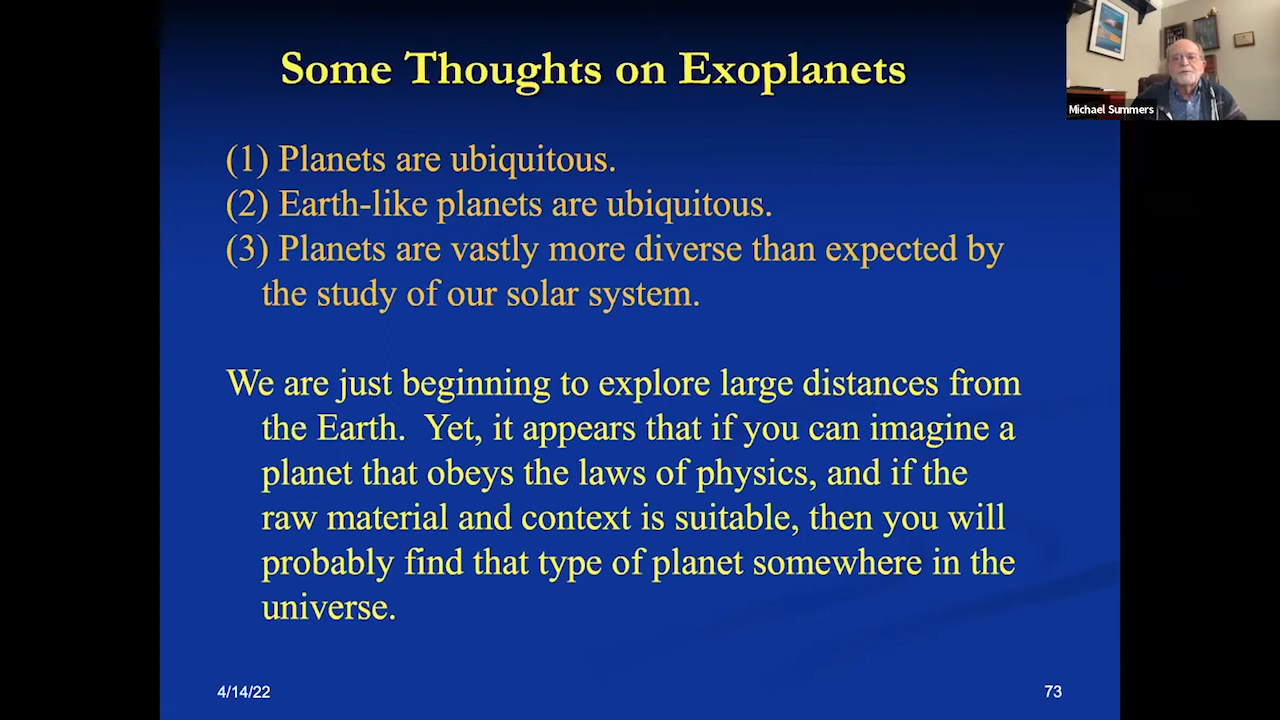 Some Thoughts on Exoplanets
Michael Summers
(1) Planets are ubiquitous.
(2) Earth-like planets are ubiquitous.
(3) Planets are vastly more diverse than expected by
the study of our solar system.
We are just beginning to explore large distances from
the Earth.  Yet, it appears that if you can imagine a
planet that obeys the laws of physics, and if the
raw material and context is suitable, then you will
probably find that type of planet somewhere in the
universe.
4/14/22
73